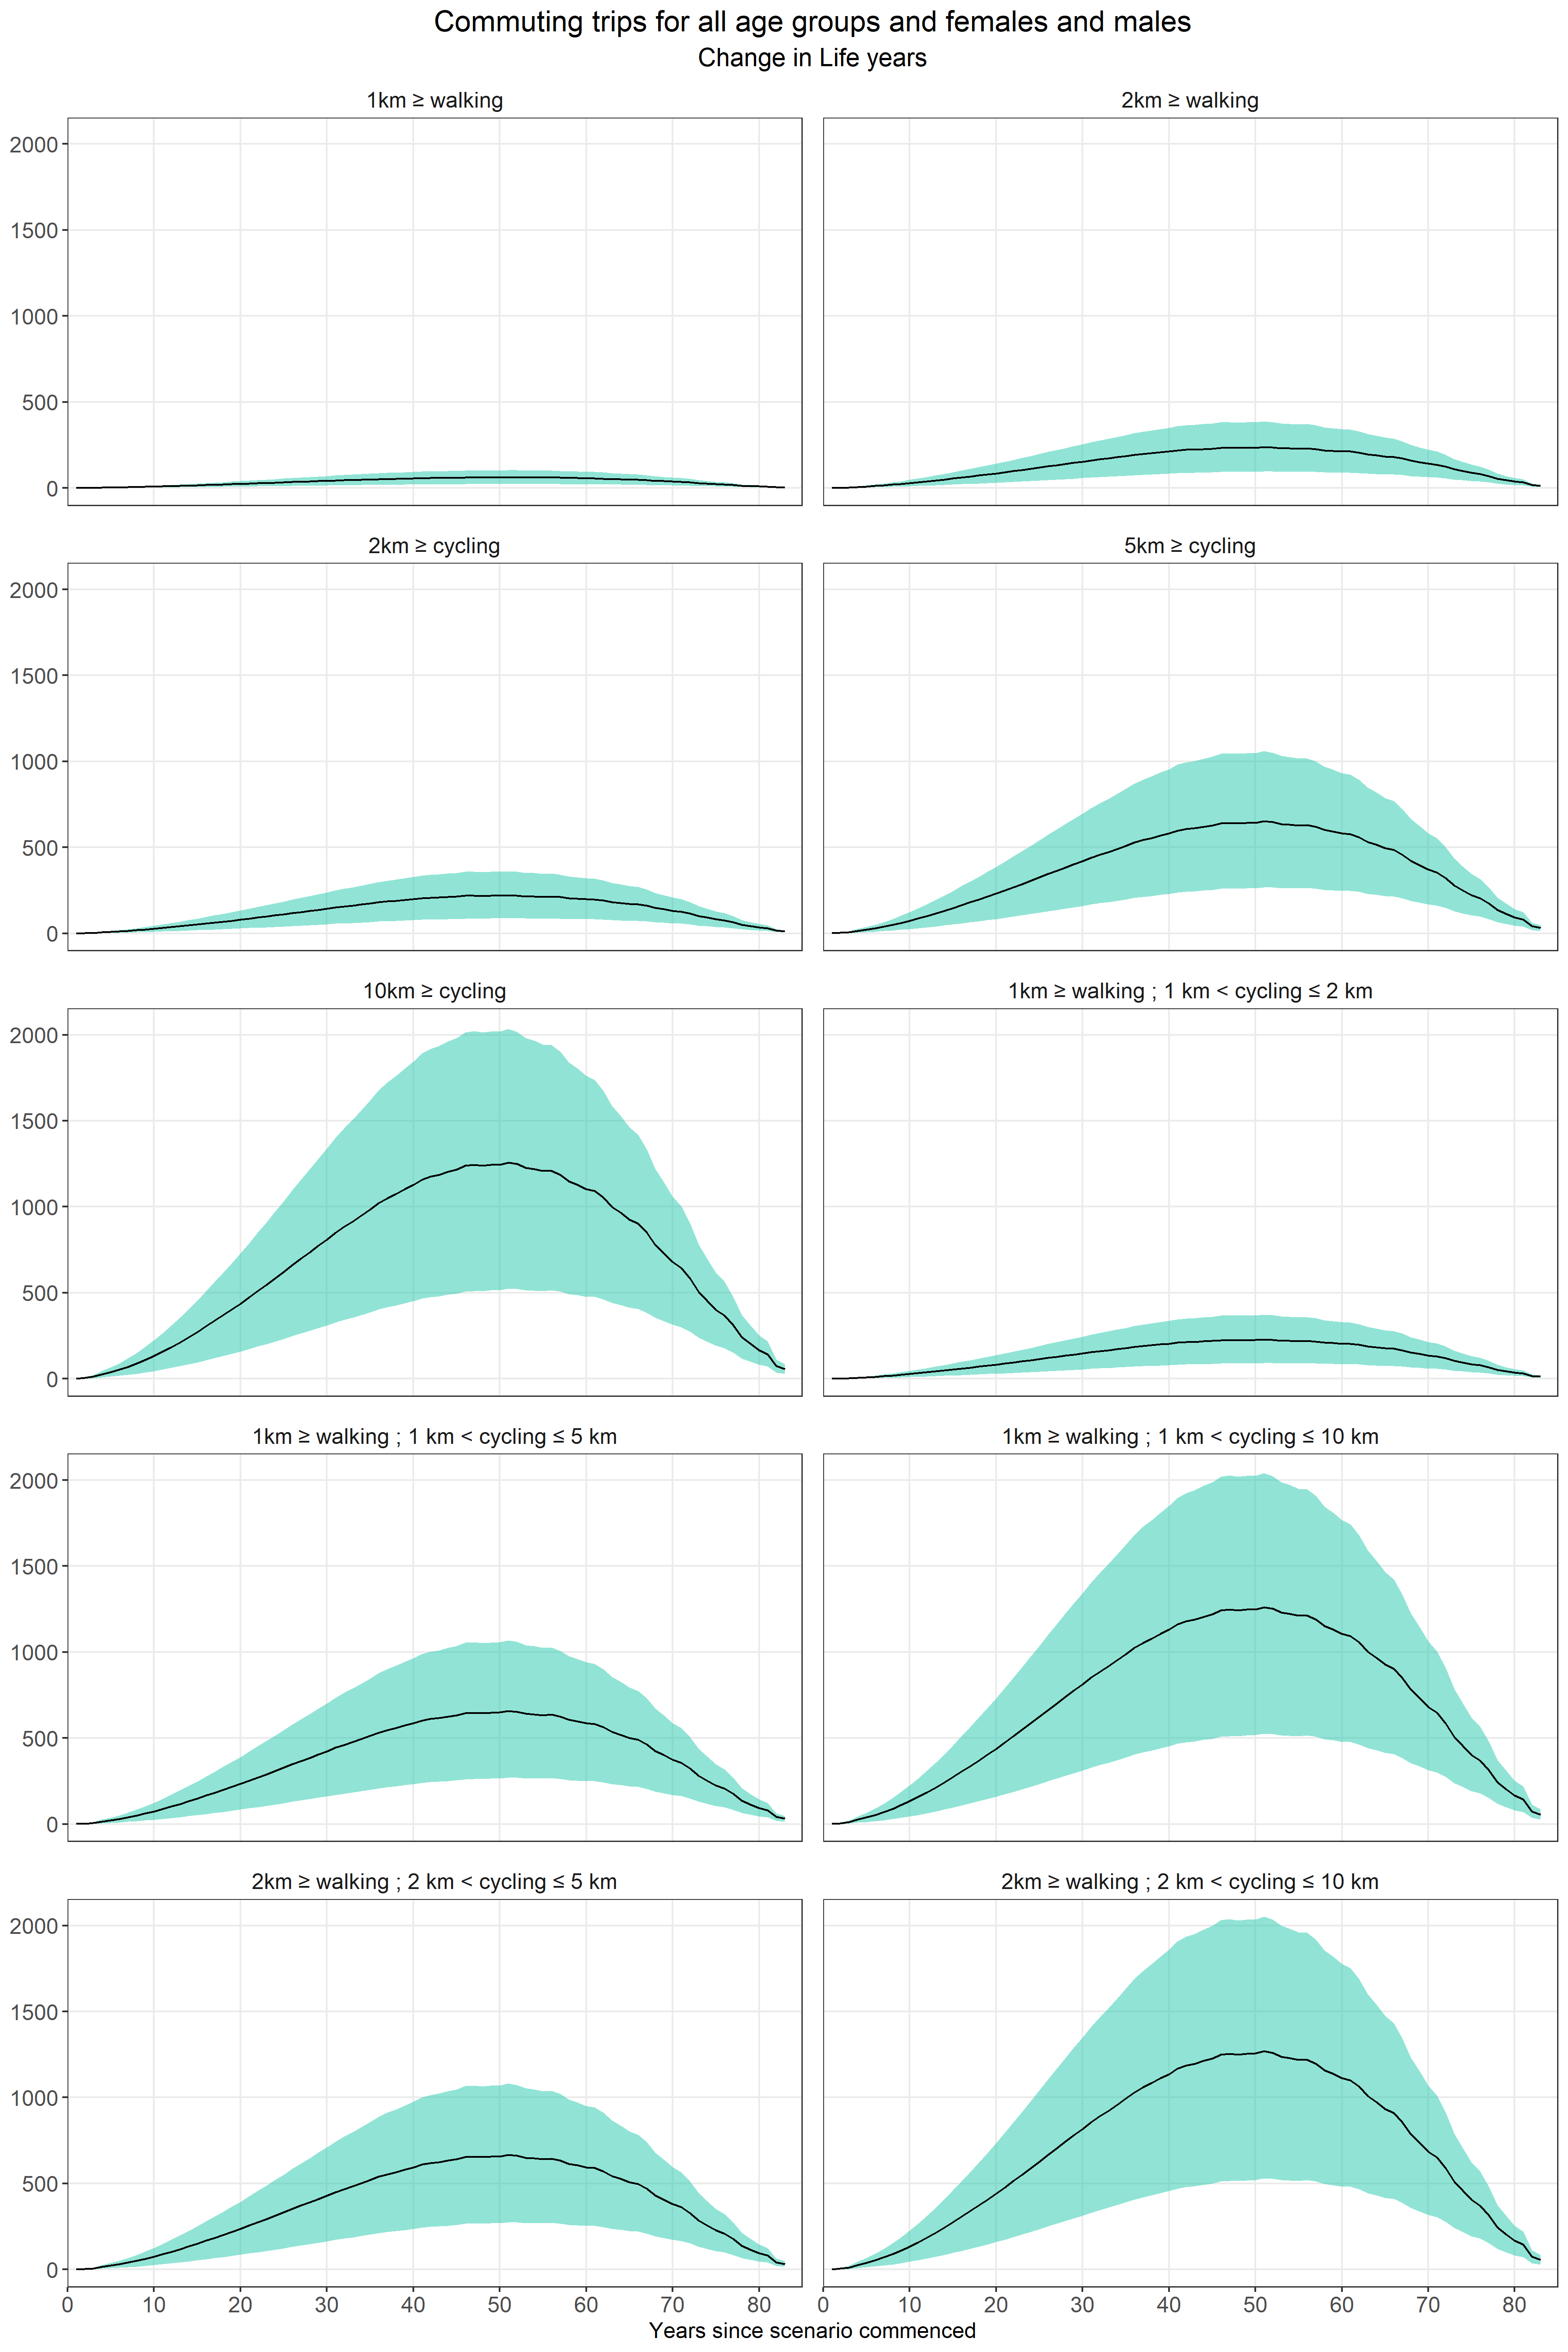 Commuting trips for all age groups and females and males
Change in Life years
1km ≥ walking
2km ≥ walking
2000
1500
1000
500
0
2km ≥ cycling
5km ≥ cycling
2000
1500
1000
500
0
10km ≥ cycling
1km ≥ walking ; 1 km < cycling ≤ 2 km
2000
1500
1000
500
0
1km ≥ walking ; 1 km < cycling ≤ 5 km
1km ≥ walking ; 1 km < cycling ≤ 10 km
2000
1500
1000
500
0
2km ≥ walking ; 2 km < cycling ≤ 5 km
2km ≥ walking ; 2 km < cycling ≤ 10 km
2000
1500
1000
500
0
0 10 20 30 40 50 60 70 80
0 10 20 30 40 50 60 70 80
Years since scenario commenced